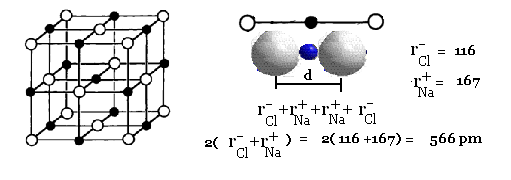 d
r⁻Cl = 116
r⁺Na = 167
r⁻Cl + r⁺Na + r⁺Na + r⁻Cl
2( r⁻Cl + r⁺Na ) = 2(116 +167) = 566 pm